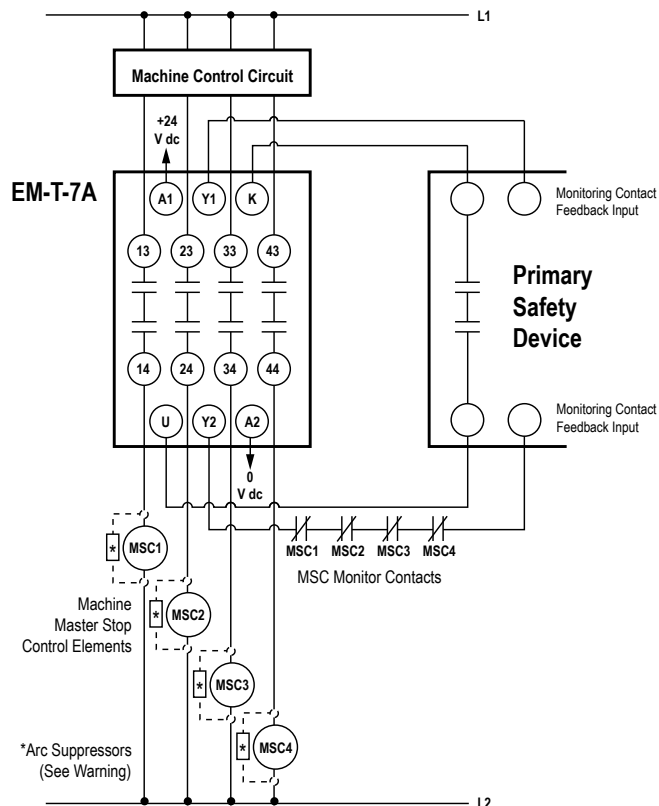 L1
Machine Control Circuit
+24
V dc
EM-T-7A
A1 Y1 K
Monitoring Contact
Feedback Input
13 23 33 43
Primary
Safety
Device
14 24 34 44
U Y2 A2
Monitoring Contact
Feedback Input
0
V dc
MSC1 MSC2 MSC3 MSC4
MSC Monitor Contacts
* MSC1
Machine
Master Stop
Control Elements
* MSC2
* MSC3
* MSC4
*Arc Suppressors
(See Warning)
L2